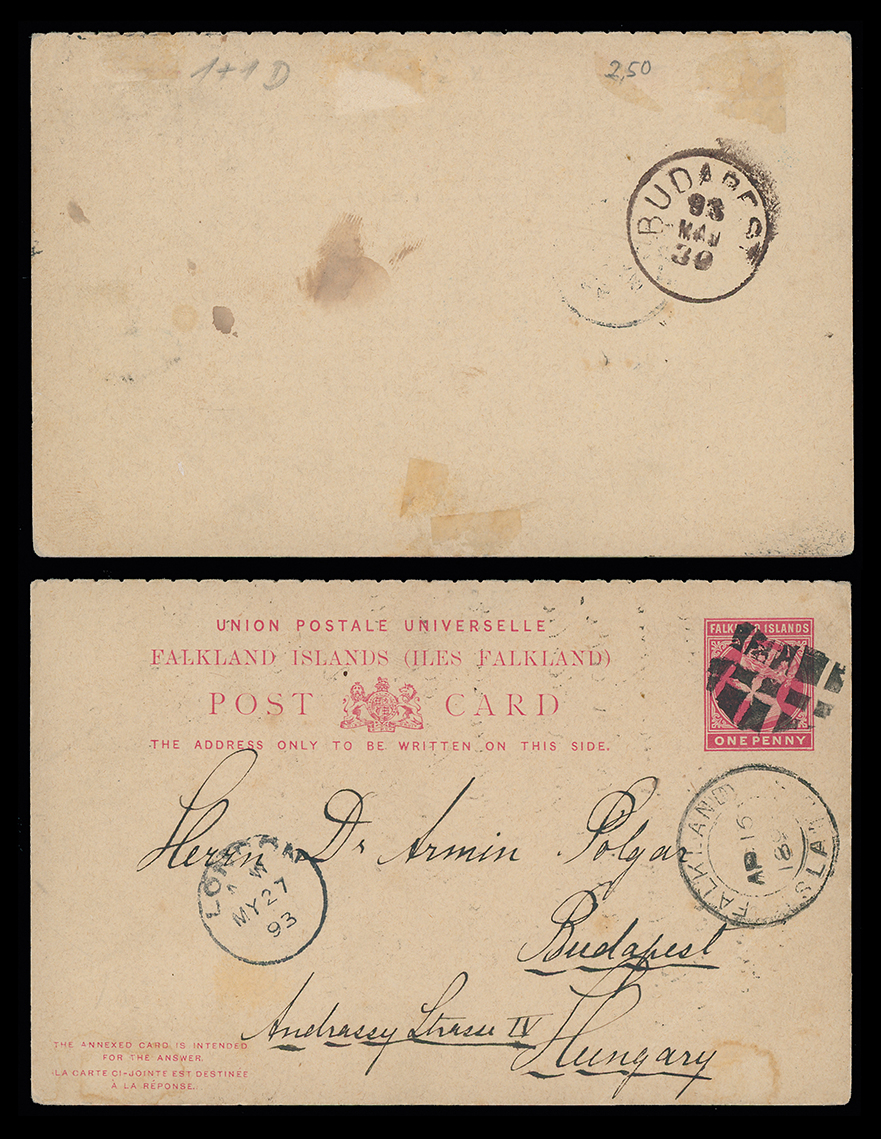 1+1 D
2,50
BUDAPEST
93
MAJ
30
UNION POSTALE UNIVERSELLE
FALKLAND ISLANDS (ILES FALKLAND)
POST CARD
THE ADDRESS ONLY TO BE WRITTEN ON THIS SIDE.
FALKLAND ISLANDS
ONE PENNY
FALKLAND
AP 16
Herrn Dr Armin Polgar
LONDON
W
MY 27
93
Budapest
Andrassy Strasse IV
Hungary
THE ANNEXED CARD IS INTENDED
FOR THE ANSWER.
LA CARTE CI-JOINTE EST DESTINÉE
À LA RÉPONSE.